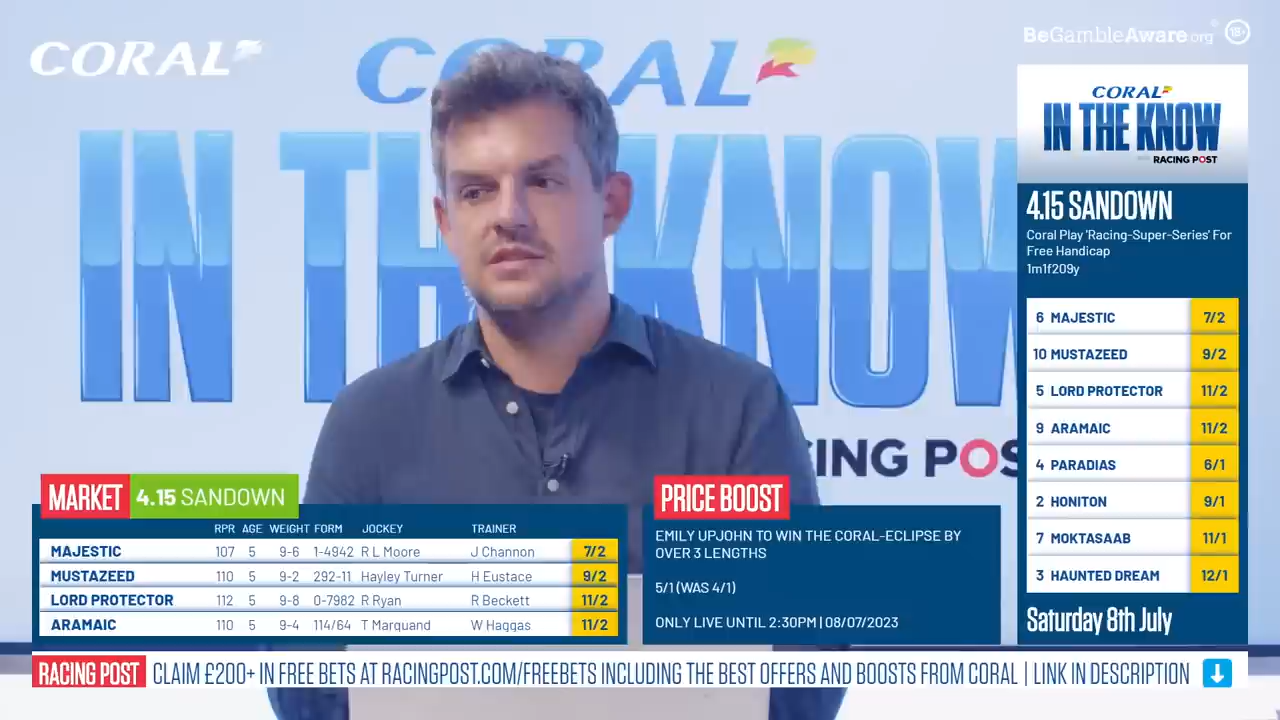 CORAL
BeGambleAware.org 18+
CORAL
IN THE KNOW
CING POS
CORAL
IN THE KNOW
RACING POST
4.15 SANDOWN
Coral Play 'Racing-Super-Series' For
Free Handicap
1m1f209y
6 MAJESTIC 7/2
10 MUSTAZEED 9/2
5 LORD PROTECTOR 11/2
9 ARAMAIC 11/2
4 PARADIAS 6/1
2 HONITON 9/1
7 MOKTASAAB 11/1
3 HAUNTED DREAM 12/1
Saturday 8th July
MARKET 4.15 SANDOWN
RPR AGE WEIGHT FORM JOCKEY TRAINER
MAJESTIC 107 5 9-6 1-4942 R L Moore J Channon 7/2
MUSTAZEED 110 5 9-2 292-11 Hayley Turner H Eustace 9/2
LORD PROTECTOR 112 5 9-8 0-7982 R Ryan R Beckett 11/2
ARAMAIC 110 5 9-4 114/64 T Marquand W Haggas 11/2
PRICE BOOST
EMILY UPJOHN TO WIN THE CORAL-ECLIPSE BY
OVER 3 LENGTHS
5/1 (WAS 4/1)
ONLY LIVE UNTIL 2:30PM | 08/07/2023
RACING POST CLAIM £200+ IN FREE BETS AT RACINGPOST.COM/FREEBETS INCLUDING THE BEST OFFERS AND BOOSTS FROM CORAL | LINK IN DESCRIPTION